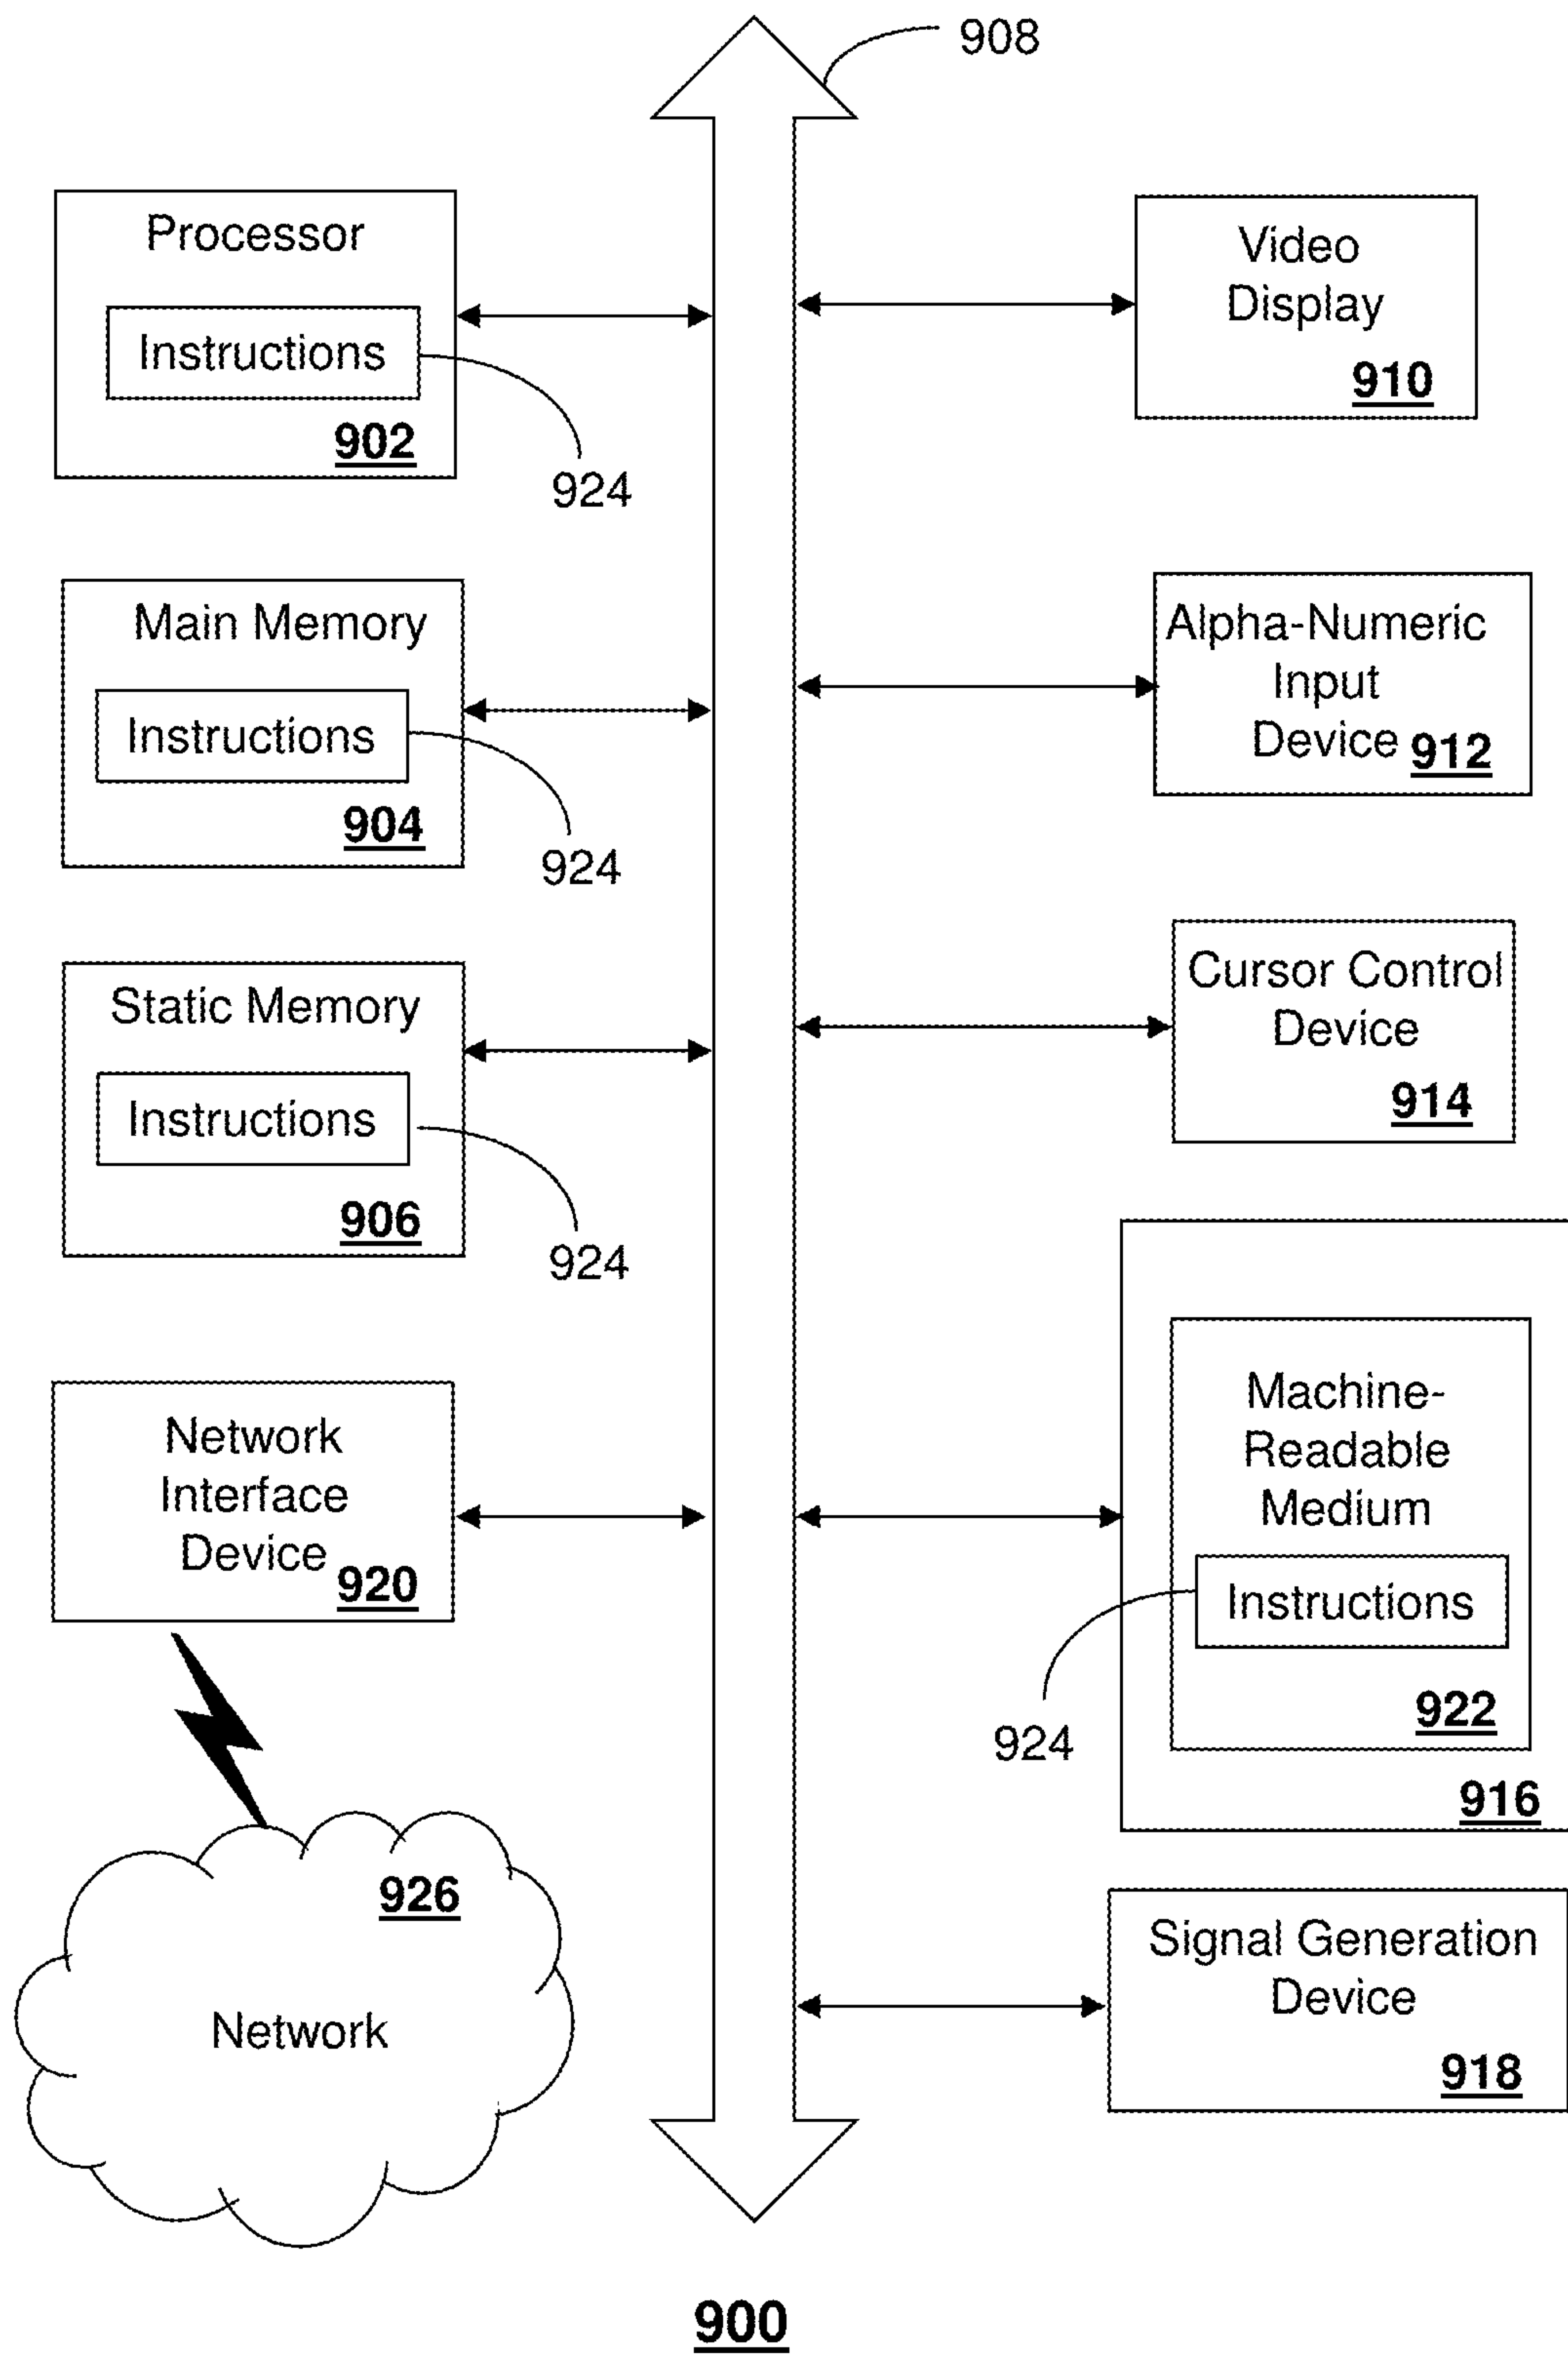 908
Processor
Instructions
902
924
Video
Display
910
Main Memory
Instructions
904
924
Alpha-Numeric
Input
Device 912
Static Memory
Instructions
906
924
Cursor Control
Device
914
Network
Interface
Device 920
Machine-
Readable
Medium
Instructions
922
924
916
926
Network
Signal Generation
Device
918
900